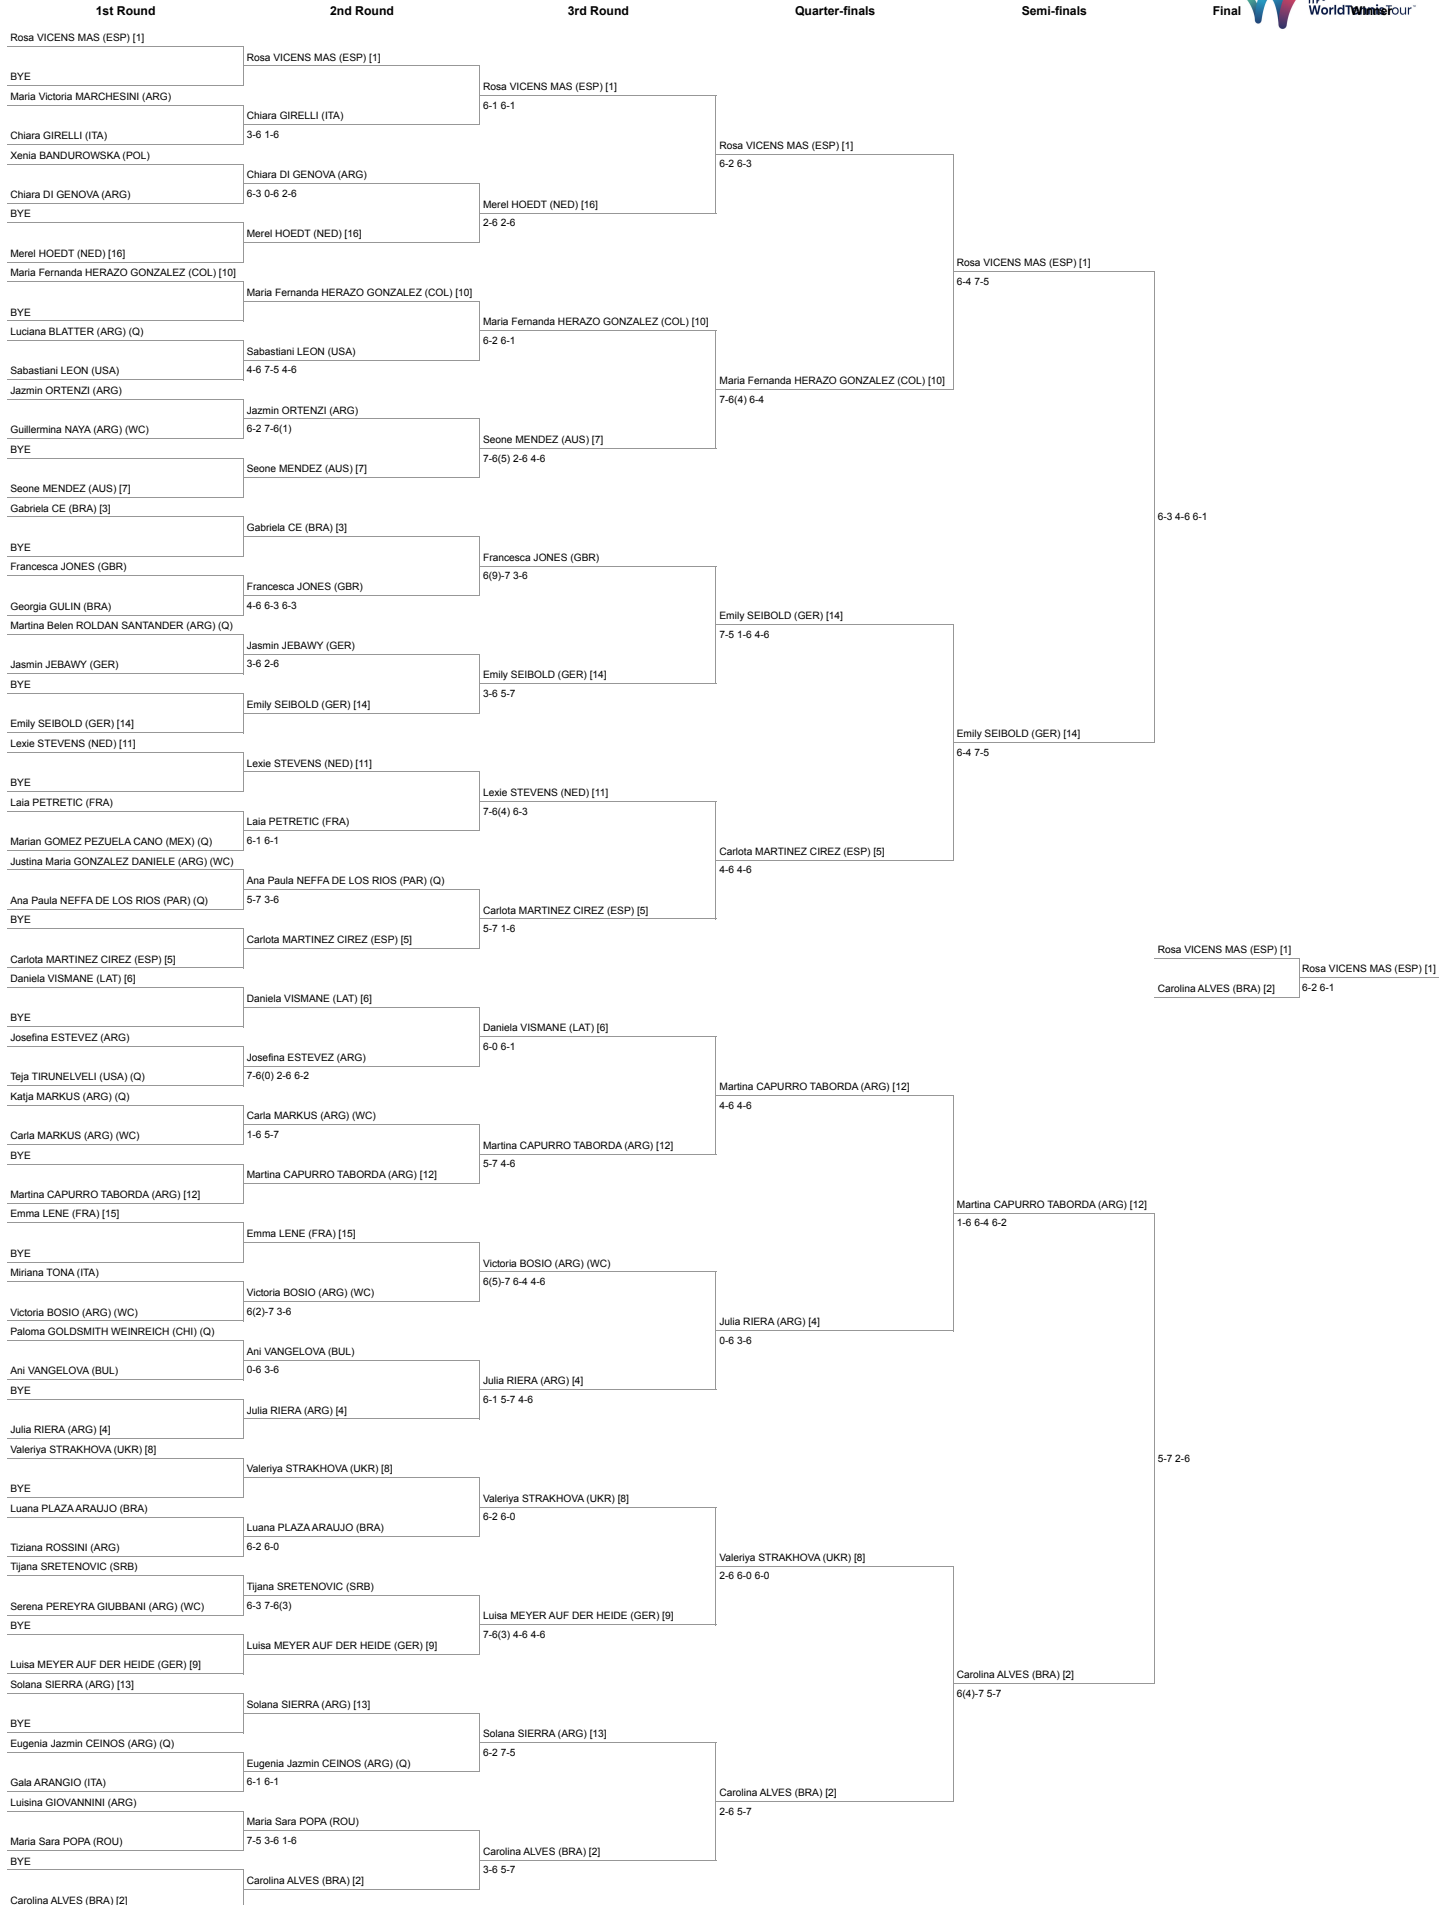 1st Round
2nd Round
3rd Round
Quarter-finals
Semi-finals
Final
WorldTennisTour
Winner
Rosa VICENS MAS (ESP) [1]
BYE
Maria Victoria MARCHESINI (ARG)
Chiara GIRELLI (ITA)
Xenia BANDUROWSKA (POL)
Chiara DI GENOVA (ARG)
BYE
Merel HOEDT (NED) [16]
Maria Fernanda HERAZO GONZALEZ (COL) [10]
BYE
Luciana BLATTER (ARG) (Q)
Sabastiani LEON (USA)
Jazmin ORTENZI (ARG)
Guillermina NAYA (ARG) (WC)
BYE
Seone MENDEZ (AUS) [7]
Gabriela CE (BRA) [3]
BYE
Francesca JONES (GBR)
Georgia GULIN (BRA)
Martina Belen ROLDAN SANTANDER (ARG) (Q)
Jasmin JEBAWY (GER)
BYE
Emily SEIBOLD (GER) [14]
Lexie STEVENS (NED) [11]
BYE
Laia PETRETIC (FRA)
Marian GOMEZ PEZUELA CANO (MEX) (Q)
Justina Maria GONZALEZ DANIELE (ARG) (WC)
Ana Paula NEFFA DE LOS RIOS (PAR) (Q)
BYE
Carlota MARTINEZ CIREZ (ESP) [5]
Daniela VISMANE (LAT) [6]
BYE
Josefina ESTEVEZ (ARG)
Teja TIRUNELVELI (USA) (Q)
Katja MARKUS (ARG) (Q)
Carla MARKUS (ARG) (WC)
BYE
Martina CAPURRO TABORDA (ARG) [12]
Emma LENE (FRA) [15]
BYE
Miriana TONA (ITA)
Victoria BOSIO (ARG) (WC)
Paloma GOLDSMITH WEINREICH (CHI) (Q)
Ani VANGELOVA (BUL)
BYE
Julia RIERA (ARG) [4]
Valeriya STRAKHOVA (UKR) [8]
BYE
Luana PLAZA ARAUJO (BRA)
Tiziana ROSSINI (ARG)
Tijana SRETENOVIC (SRB)
Serena PEREYRA GIUBBANI (ARG) (WC)
BYE
Luisa MEYER AUF DER HEIDE (GER) [9]
Solana SIERRA (ARG) [13]
BYE
Eugenia Jazmin CEINOS (ARG) (Q)
Gala ARANGIO (ITA)
Luisina GIOVANNINI (ARG)
Maria Sara POPA (ROU)
BYE
Carolina ALVES (BRA) [2]
Rosa VICENS MAS (ESP) [1]
Chiara GIRELLI (ITA)
3-6 1-6
Chiara DI GENOVA (ARG)
6-3 0-6 2-6
Merel HOEDT (NED) [16]
Maria Fernanda HERAZO GONZALEZ (COL) [10]
Sabastiani LEON (USA)
4-6 7-5 4-6
Jazmin ORTENZI (ARG)
6-2 7-6(1)
Seone MENDEZ (AUS) [7]
Gabriela CE (BRA) [3]
Francesca JONES (GBR)
4-6 6-3 6-3
Jasmin JEBAWY (GER)
3-6 2-6
Emily SEIBOLD (GER) [14]
Lexie STEVENS (NED) [11]
Laia PETRETIC (FRA)
6-1 6-1
Ana Paula NEFFA DE LOS RIOS (PAR) (Q)
5-7 3-6
Carlota MARTINEZ CIREZ (ESP) [5]
Daniela VISMANE (LAT) [6]
Josefina ESTEVEZ (ARG)
7-6(0) 2-6 6-2
Carla MARKUS (ARG) (WC)
1-6 5-7
Martina CAPURRO TABORDA (ARG) [12]
Emma LENE (FRA) [15]
Victoria BOSIO (ARG) (WC)
6(2)-7 3-6
Ani VANGELOVA (BUL)
0-6 3-6
Julia RIERA (ARG) [4]
Valeriya STRAKHOVA (UKR) [8]
Luana PLAZA ARAUJO (BRA)
6-2 6-0
Tijana SRETENOVIC (SRB)
6-3 7-6(3)
Luisa MEYER AUF DER HEIDE (GER) [9]
Solana SIERRA (ARG) [13]
Eugenia Jazmin CEINOS (ARG) (Q)
6-1 6-1
Maria Sara POPA (ROU)
7-5 3-6 1-6
Carolina ALVES (BRA) [2]
Rosa VICENS MAS (ESP) [1]
6-1 6-1
Merel HOEDT (NED) [16]
2-6 2-6
Maria Fernanda HERAZO GONZALEZ (COL) [10]
6-2 6-1
Seone MENDEZ (AUS) [7]
7-6(5) 2-6 4-6
Francesca JONES (GBR)
6(9)-7 3-6
Emily SEIBOLD (GER) [14]
3-6 5-7
Lexie STEVENS (NED) [11]
7-6(4) 6-3
Carlota MARTINEZ CIREZ (ESP) [5]
5-7 1-6
Daniela VISMANE (LAT) [6]
6-0 6-1
Martina CAPURRO TABORDA (ARG) [12]
5-7 4-6
Victoria BOSIO (ARG) (WC)
6(5)-7 6-4 4-6
Julia RIERA (ARG) [4]
6-1 5-7 4-6
Valeriya STRAKHOVA (UKR) [8]
6-2 6-0
Luisa MEYER AUF DER HEIDE (GER) [9]
7-6(3) 4-6 4-6
Solana SIERRA (ARG) [13]
6-2 7-5
Carolina ALVES (BRA) [2]
3-6 5-7
Rosa VICENS MAS (ESP) [1]
6-2 6-3
Maria Fernanda HERAZO GONZALEZ (COL) [10]
7-6(4) 6-4
Emily SEIBOLD (GER) [14]
7-5 1-6 4-6
Carlota MARTINEZ CIREZ (ESP) [5]
4-6 4-6
Martina CAPURRO TABORDA (ARG) [12]
4-6 4-6
Julia RIERA (ARG) [4]
0-6 3-6
Valeriya STRAKHOVA (UKR) [8]
2-6 6-0 6-0
Carolina ALVES (BRA) [2]
2-6 5-7
Rosa VICENS MAS (ESP) [1]
6-4 7-5
Emily SEIBOLD (GER) [14]
6-4 7-5
Martina CAPURRO TABORDA (ARG) [12]
1-6 6-4 6-2
Carolina ALVES (BRA) [2]
6(4)-7 5-7
6-3 4-6 6-1
Rosa VICENS MAS (ESP) [1]
Carolina ALVES (BRA) [2]
5-7 2-6
Rosa VICENS MAS (ESP) [1]
6-2 6-1